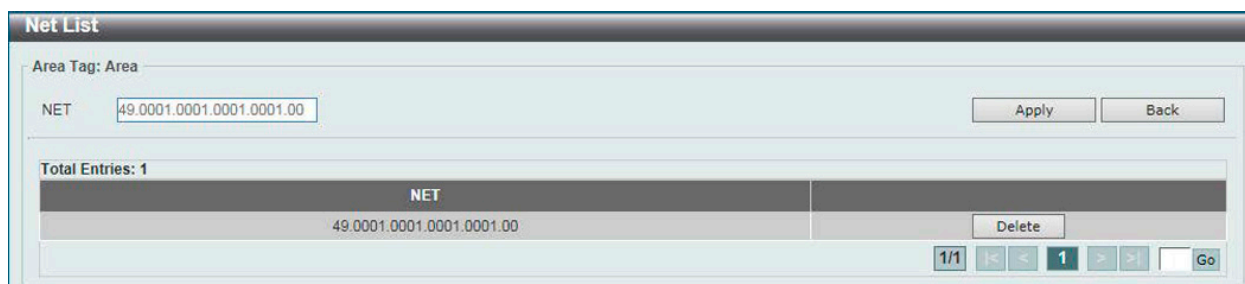 Net List
Area Tag: Area
NET 49.0001.0001.0001.0001.00 Apply Back
Total Entries: 1
NET
49.0001.0001.0001.0001.00 Delete
1/1 |< < 1 > >| Go